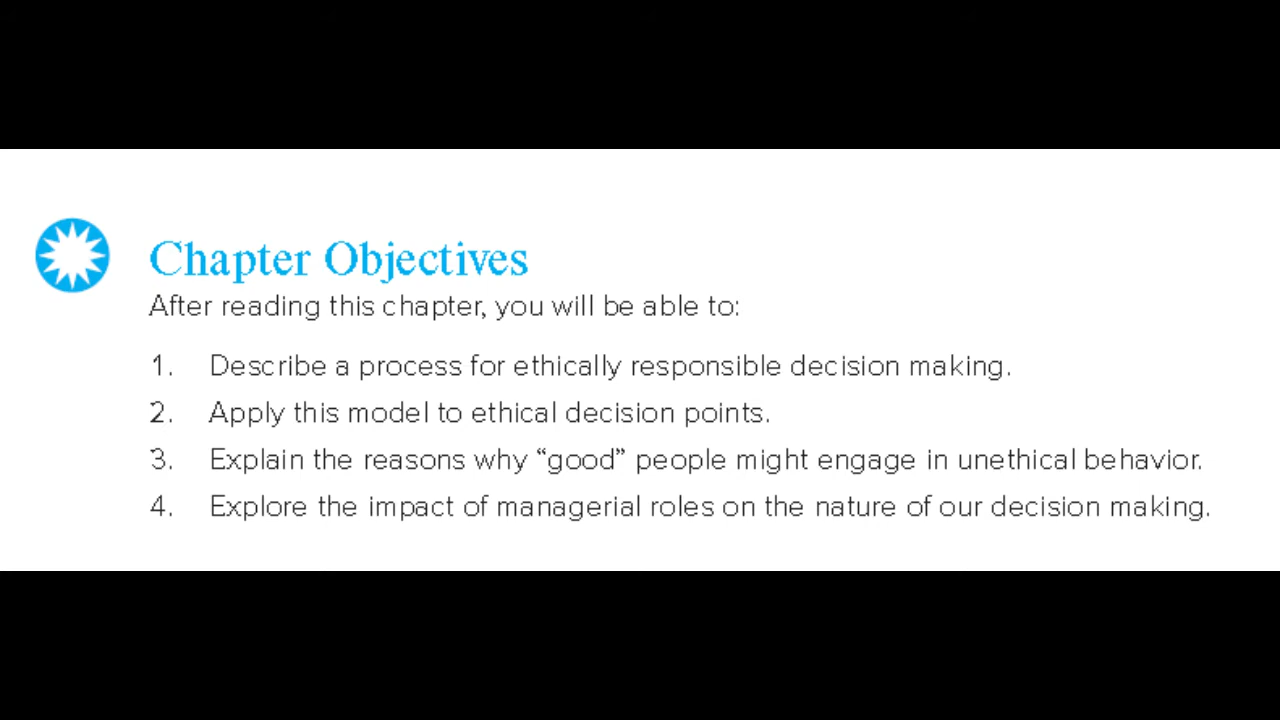 Chapter Objectives
After reading this chapter, you will be able to:
1. Describe a process for ethically responsible decision making.
2. Apply this model to ethical decision points.
3. Explain the reasons why “good” people might engage in unethical behavior.
4. Explore the impact of managerial roles on the nature of our decision making.